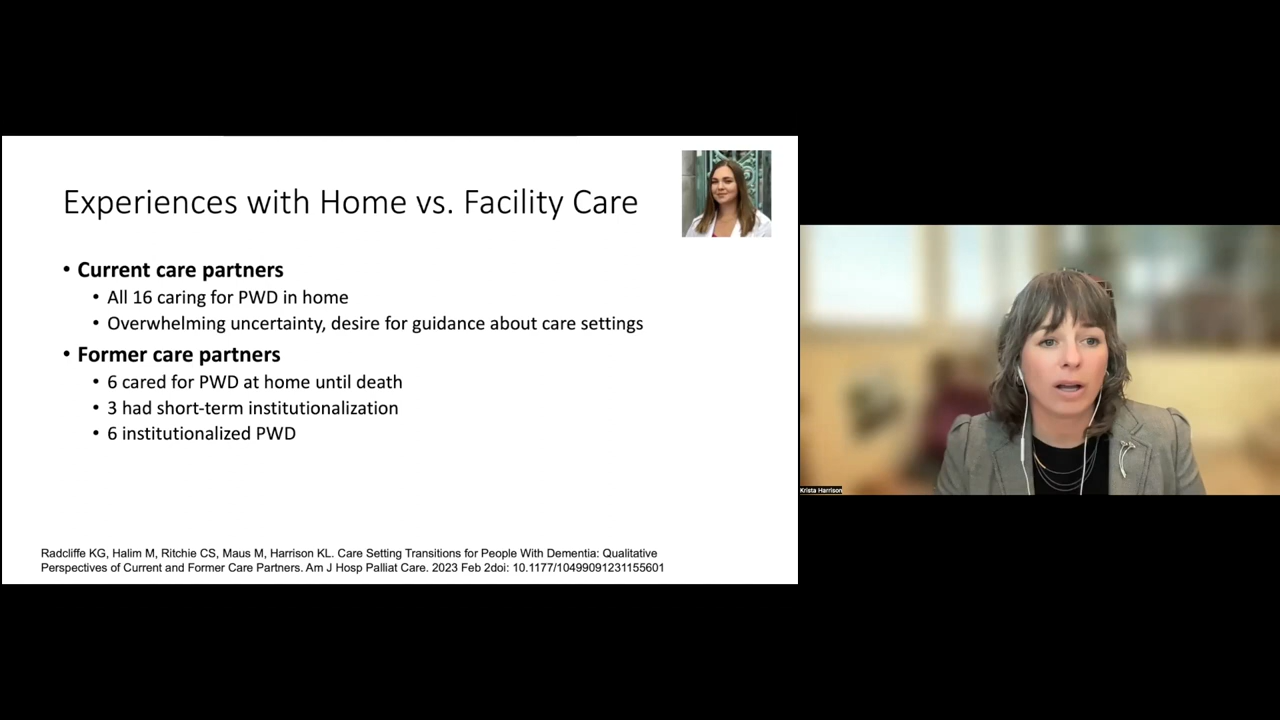 Experiences with Home vs. Facility Care
• Current care partners
• All 16 caring for PWD in home
• Overwhelming uncertainty, desire for guidance about care settings
• Former care partners
• 6 cared for PWD at home until death
• 3 had short-term institutionalization
• 6 institutionalized PWD
Radcliffe KG, Halim M, Ritchie CS, Maus M, Harrison KL. Care Setting Transitions for People With Dementia: Qualitative
Perspectives of Current and Former Care Partners. Am J Hosp Palliat Care. 2023 Feb 2doi: 10.1177/10499091231155601
Krista Harrison